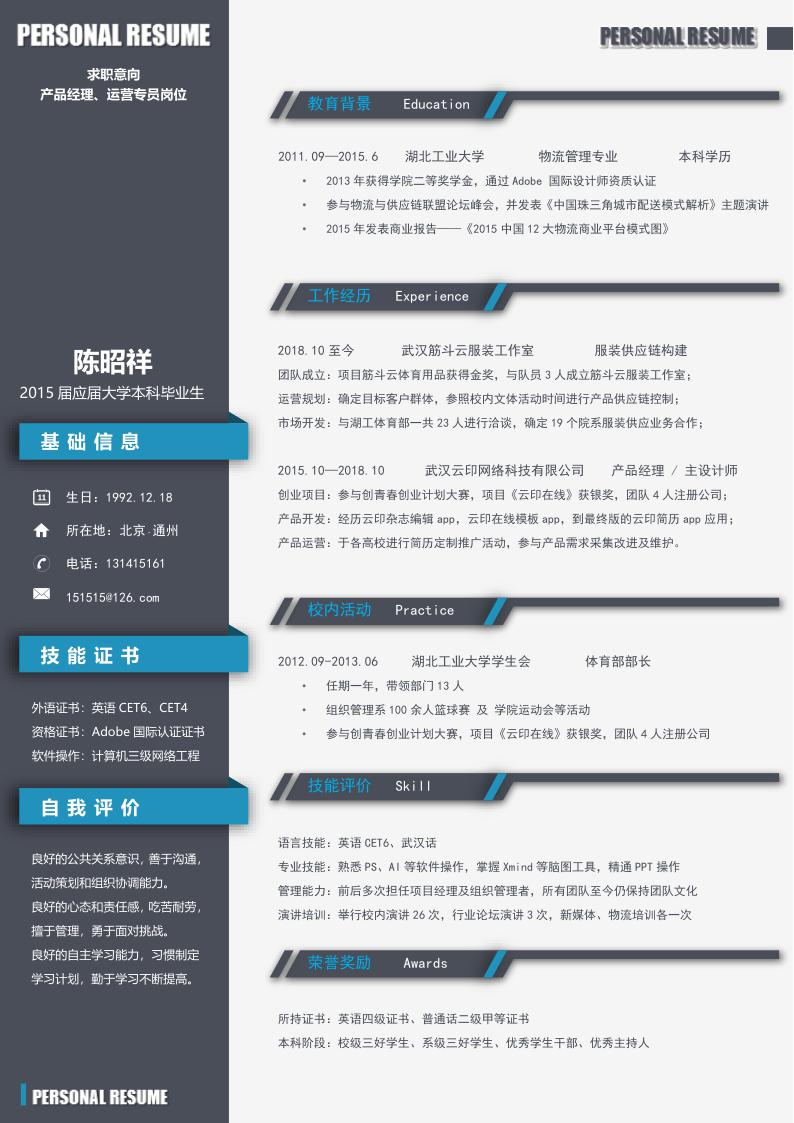 PERSONAL RESUME
求职意向
产品经理、运营专员岗位
陈昭祥
2015 届应届大学本科毕业生
基础信息
11
生日：1992.12.18
所在地：北京·通州
电话：131415161
151515@126.com
技能证书
外语证书：英语 CET6、CET4
资格证书：Adobe 国际认证证书
软件操作：计算机三级网络工程
自我评价
良好的公共关系意识，善于沟通，
活动策划和组织协调能力。
良好的心态和责任感，吃苦耐劳，
擅于管理，勇于面对挑战。
良好的自主学习能力，习惯制定
学习计划，勤于学习不断提高。
PERSONAL RESUME
PERSONAL RESUME
教育背景 Education
2011.09—2015.6 湖北工业大学 物流管理专业 本科学历
• 2013 年获得学院二等奖学金，通过 Adobe 国际设计师资质认证
• 参与物流与供应链联盟论坛峰会，并发表《中国珠三角城市配送模式解析》主题演讲
• 2015 年发表商业报告——《2015 中国 12 大物流商业平台模式图》
工作经历 Experience
2018.10 至今 武汉筋斗云服装工作室 服装供应链构建
团队成立：项目筋斗云体育用品获得金奖，与队员 3 人成立筋斗云服装工作室；
运营规划：确定目标客户群体，参照校内文体活动时间进行产品供应链控制；
市场开发：与湖工体育部一共 23 人进行洽谈，确定 19 个院系服装供应业务合作；
2015.10—2018.10 武汉云印网络科技有限公司 产品经理 / 主设计师
创业项目：参与创青春创业计划大赛，项目《云印在线》获银奖，团队 4 人注册公司；
产品开发：经历云印杂志编辑 app，云印在线模板 app，到最终版的云印简历 app 应用；
产品运营：于各高校进行简历定制推广活动，参与产品需求采集改进及维护。
校内活动 Practice
2012.09-2013.06 湖北工业大学学生会 体育部部长
• 任期一年，带领部门 13 人
• 组织管理系 100 余人篮球赛 及 学院运动会等活动
• 参与创青春创业计划大赛，项目《云印在线》获银奖，团队 4 人注册公司
技能评价 Skill
语言技能：英语 CET6、武汉话
专业技能：熟悉 PS、AI 等软件操作，掌握 Xmind 等脑图工具，精通 PPT 操作
管理能力：前后多次担任项目经理及组织管理者，所有团队至今仍保持团队文化
演讲培训：举行校内演讲 26 次，行业论坛演讲 3 次，新媒体、物流培训各一次
荣誉奖励 Awards
所持证书：英语四级证书、普通话二级甲等证书
本科阶段：校级三好学生、系级三好学生、优秀学生干部、优秀主持人